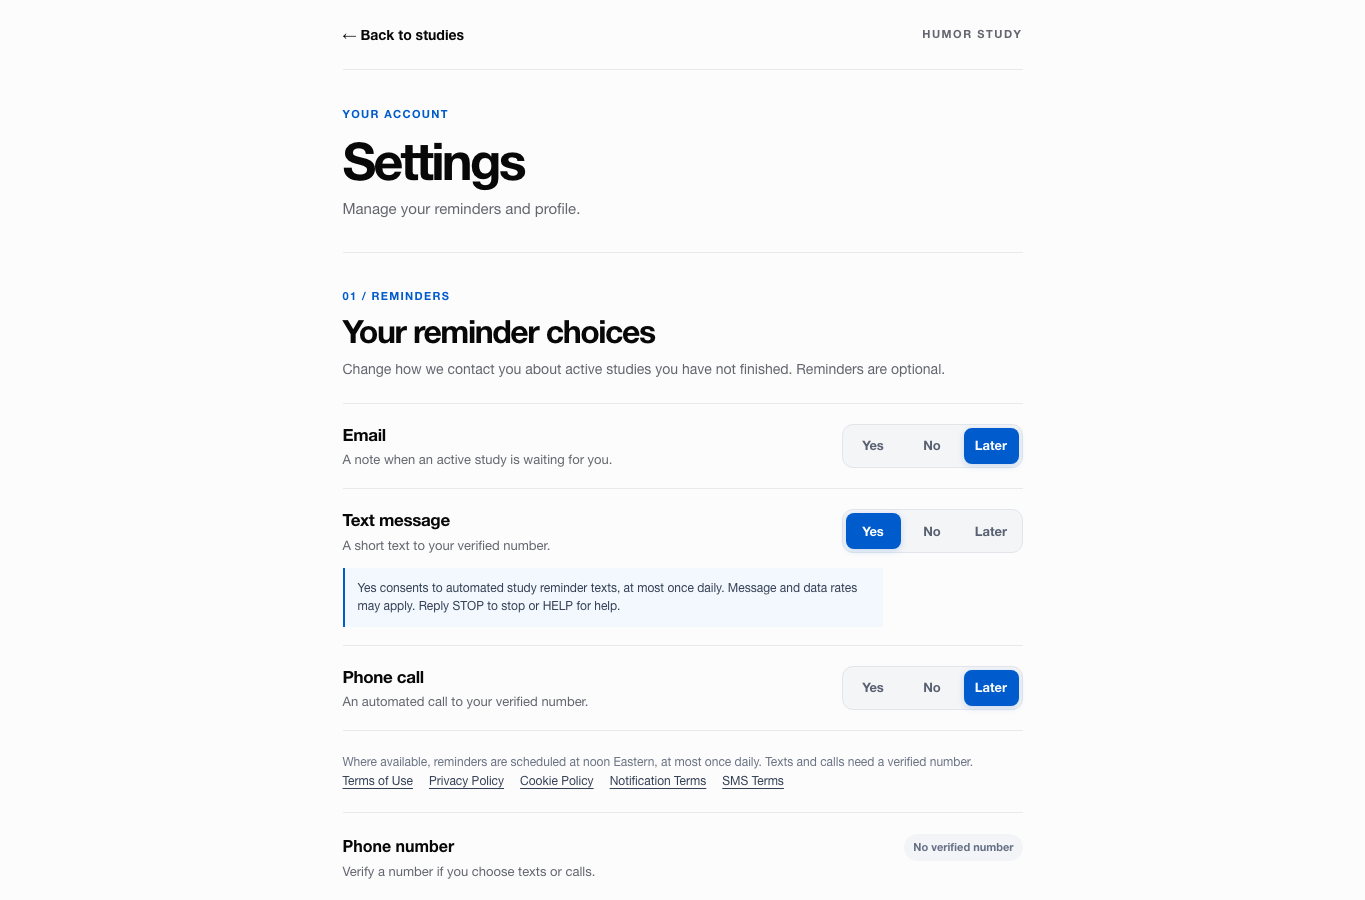 ← Back to studies
HUMOR STUDY
YOUR ACCOUNT
Settings
Manage your reminders and profile.
01 / REMINDERS
Your reminder choices
Change how we contact you about active studies you have not finished. Reminders are optional.
Email
A note when an active study is waiting for you.
Yes No Later
Text message
A short text to your verified number.
Yes No Later
Yes consents to automated study reminder texts, at most once daily. Message and data rates
may apply. Reply STOP to stop or HELP for help.
Phone call
An automated call to your verified number.
Yes No Later
Where available, reminders are scheduled at noon Eastern, at most once daily. Texts and calls need a verified number.
Terms of Use Privacy Policy Cookie Policy Notification Terms SMS Terms
Phone number
No verified number
Verify a number if you choose texts or calls.